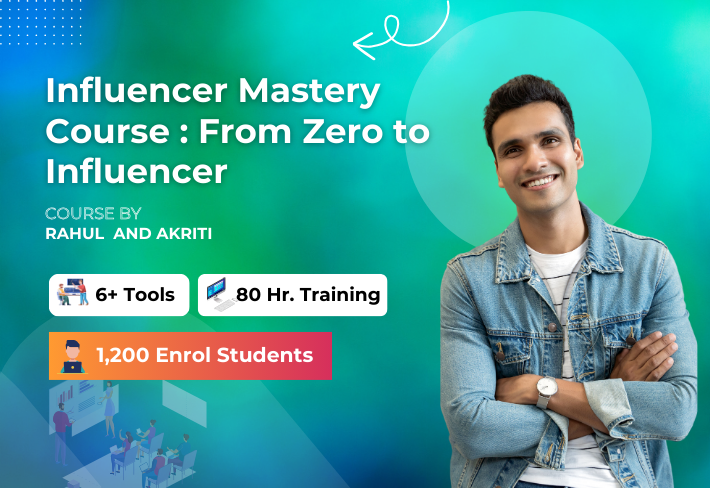 Influencer Mastery
Course : From Zero to
Influencer
COURSE BY
RAHUL AND AKRITI
6+ Tools
80 Hr. Training
1,200 Enrol Students